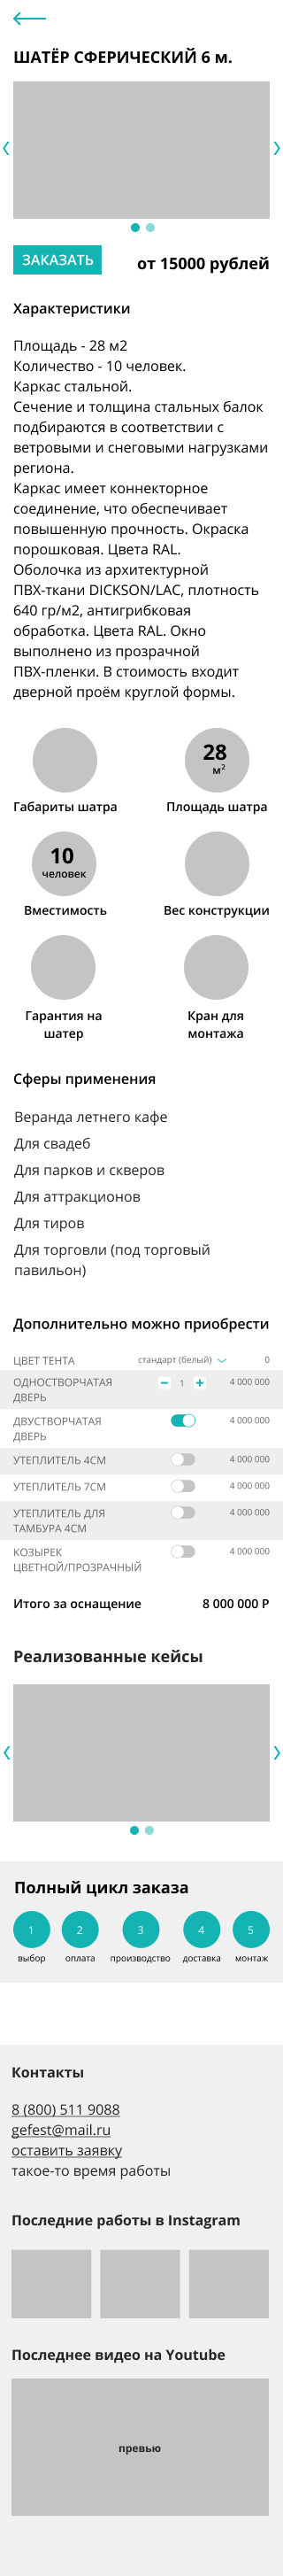 ШАТЁР СФЕРИЧЕСКИЙ 6 м.
ЗАКАЗАТЬ
от 15000 рублей
Характеристики
Площадь - 28 м2
Количество - 10 человек.
Каркас стальной.
Сечение и толщина стальных балок
подбираются в соответствии с
ветровыми и снеговыми нагрузками
региона.
Каркас имеет коннекторное
соединение, что обеспечивает
повышенную прочность. Окраска
порошковая. Цвета RAL.
Оболочка из архитектурной
ПВХ-ткани DICKSON/LAC, плотность
640 гр/м2, антигрибковая
обработка. Цвета RAL. Окно
выполнено из прозрачной
ПВХ-пленки. В стоимость входит
дверной проём круглой формы.
28
м²
Габариты шатра
Площадь шатра
10
человек
Вместимость
Вес конструкции
Гарантия на
шатер
Кран для
монтажа
Сферы применения
Веранда летнего кафе
Для свадеб
Для парков и скверов
Для аттракционов
Для тиров
Для торговли (под торговый
павильон)
Дополнительно можно приобрести
ЦВЕТ ТЕНТА стандарт (белый) 0
ОДНОСТВОРЧАТАЯ
ДВЕРЬ
1
4 000 000
ДВУСТВОРЧАТАЯ
ДВЕРЬ
4 000 000
УТЕПЛИТЕЛЬ 4СМ 4 000 000
УТЕПЛИТЕЛЬ 7СМ 4 000 000
УТЕПЛИТЕЛЬ ДЛЯ
ТАМБУРА 4СМ
4 000 000
КОЗЫРЕК
ЦВЕТНОЙ/ПРОЗРАЧНЫЙ
4 000 000
Итого за оснащение 8 000 000 Р
Реализованные кейсы
Полный цикл заказа
1 2 3 4 5
выбор оплата производство доставка монтаж
Контакты
8 (800) 511 9088
gefest@mail.ru
оставить заявку
такое-то время работы
Последние работы в Instagram
Последнее видео на Youtube
превью